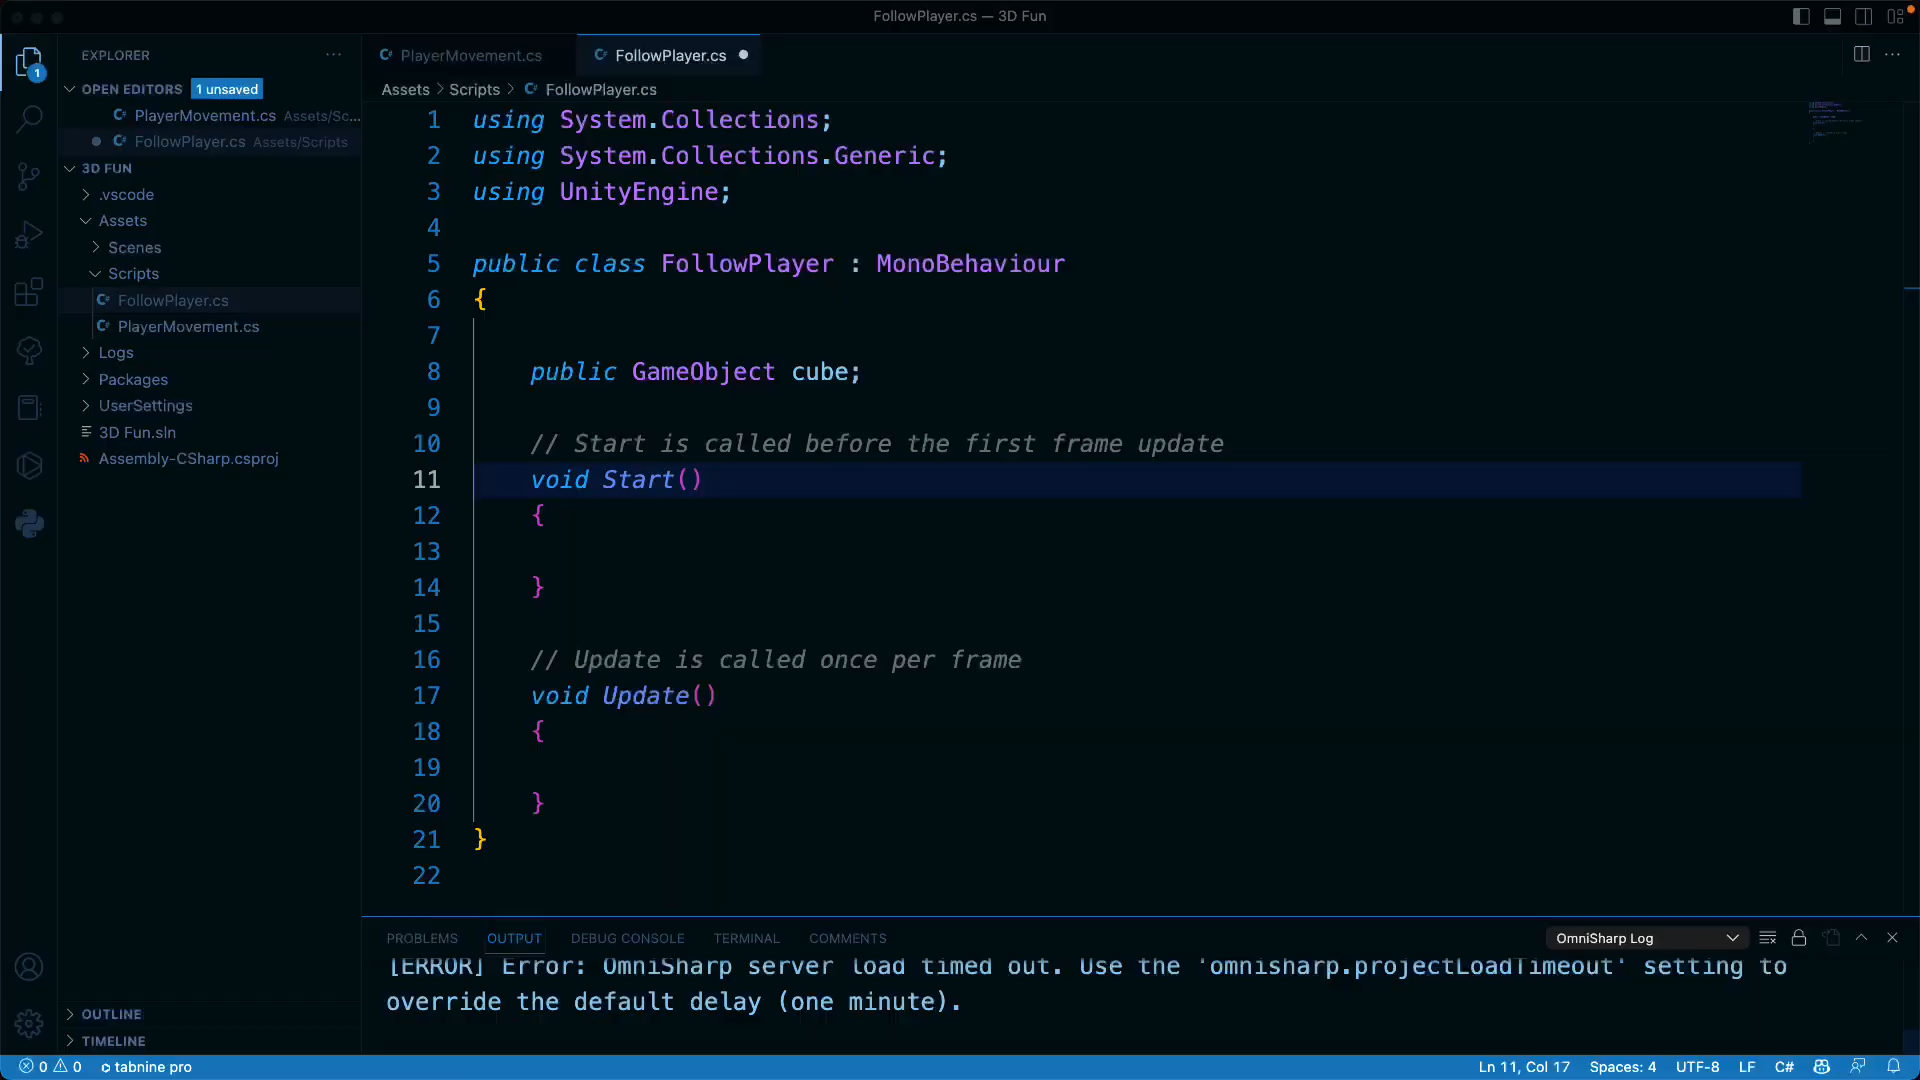 FollowPlayer.cs — 3D Fun
EXPLORER
OPEN EDITORS 1 unsaved
PlayerMovement.cs Assets/Sc...
FollowPlayer.cs Assets/Scripts
3D FUN
.vscode
Assets
Scenes
Scripts
FollowPlayer.cs
PlayerMovement.cs
Logs
Packages
UserSettings
3D Fun.sln
Assembly-CSharp.csproj
OUTLINE
TIMELINE
PlayerMovement.cs
FollowPlayer.cs
Assets > Scripts > FollowPlayer.cs
1 using System.Collections;
2 using System.Collections.Generic;
3 using UnityEngine;
4
5 public class FollowPlayer : MonoBehaviour
6 {
7
8 public GameObject cube;
9
10 // Start is called before the first frame update
11 void Start()
12 {
13
14 }
15
16 // Update is called once per frame
17 void Update()
18 {
19
20 }
21 }
22
PROBLEMS OUTPUT DEBUG CONSOLE TERMINAL COMMENTS
OmniSharp Log
[ERROR] Error: OmniSharp server load timed out. Use the 'omnisharp.projectLoadTimeout' setting to
override the default delay (one minute).
1
0 0 tabnine pro
Ln 11, Col 17 Spaces: 4 UTF-8 LF C#